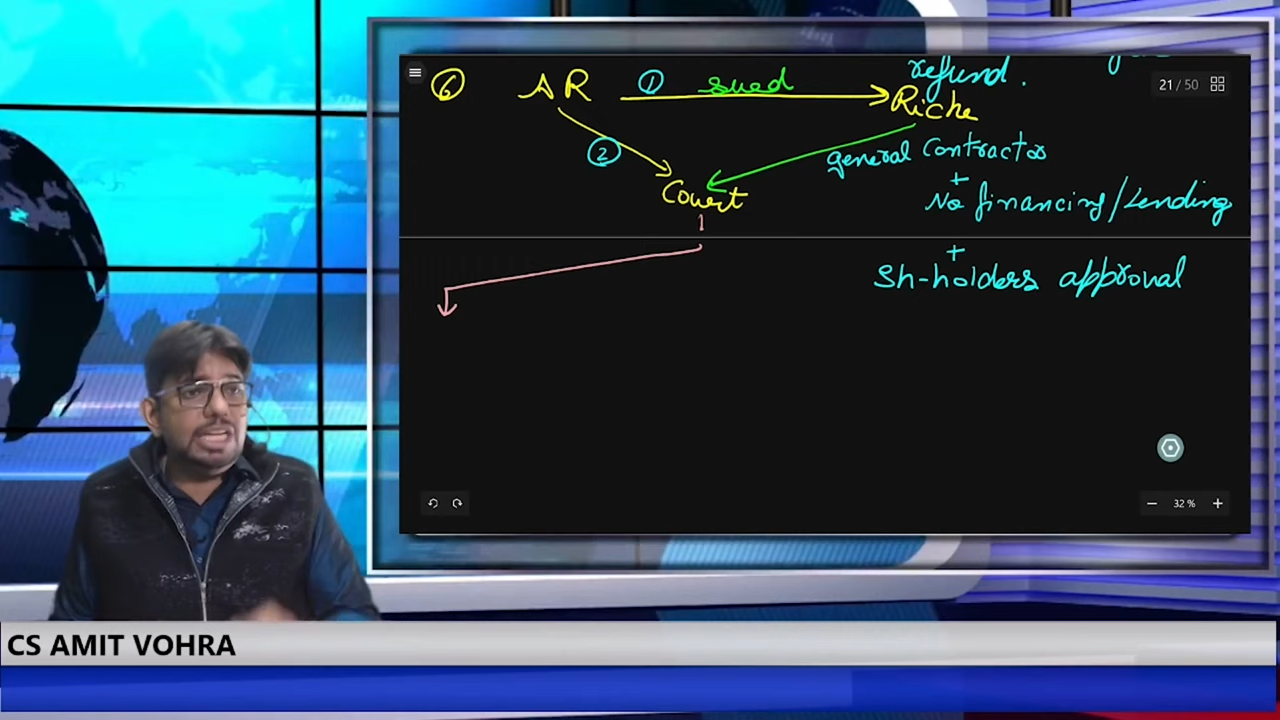 refund.
21 / 50
6 AR 1 sued Riche
2
general Contractor
+
Court
No financing/Lending
+
Sh-holders approval
32 %
CS AMIT VOHRA